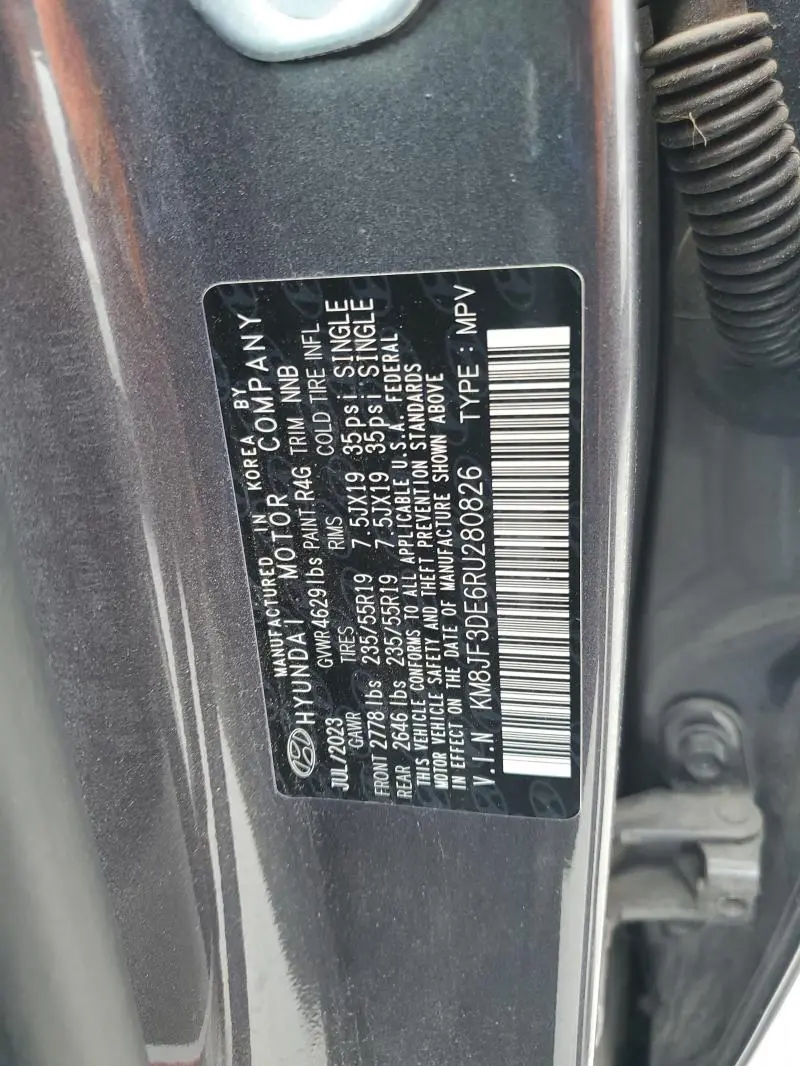 MANUFACTURED IN KOREA BY
HYUNDAI MOTOR COMPANY
JUL/2023 GVWR 4629 lbs PAINT R4G TRIM NNB
GAWR TIRES RIMS COLD TIRE INFL
FRONT 2778 lbs 235/55R19 7.5JX19 35psi SINGLE
REAR 2646 lbs 235/55R19 7.5JX19 35psi SINGLE
THIS VEHICLE CONFORMS TO ALL APPLICABLE U.S.A. FEDERAL
MOTOR VEHICLE SAFETY AND THEFT PREVENTION STANDARDS
IN EFFECT ON THE DATE OF MANUFACTURE SHOWN ABOVE
V.I.N KM8JF3DE6RU280826 TYPE : MPV